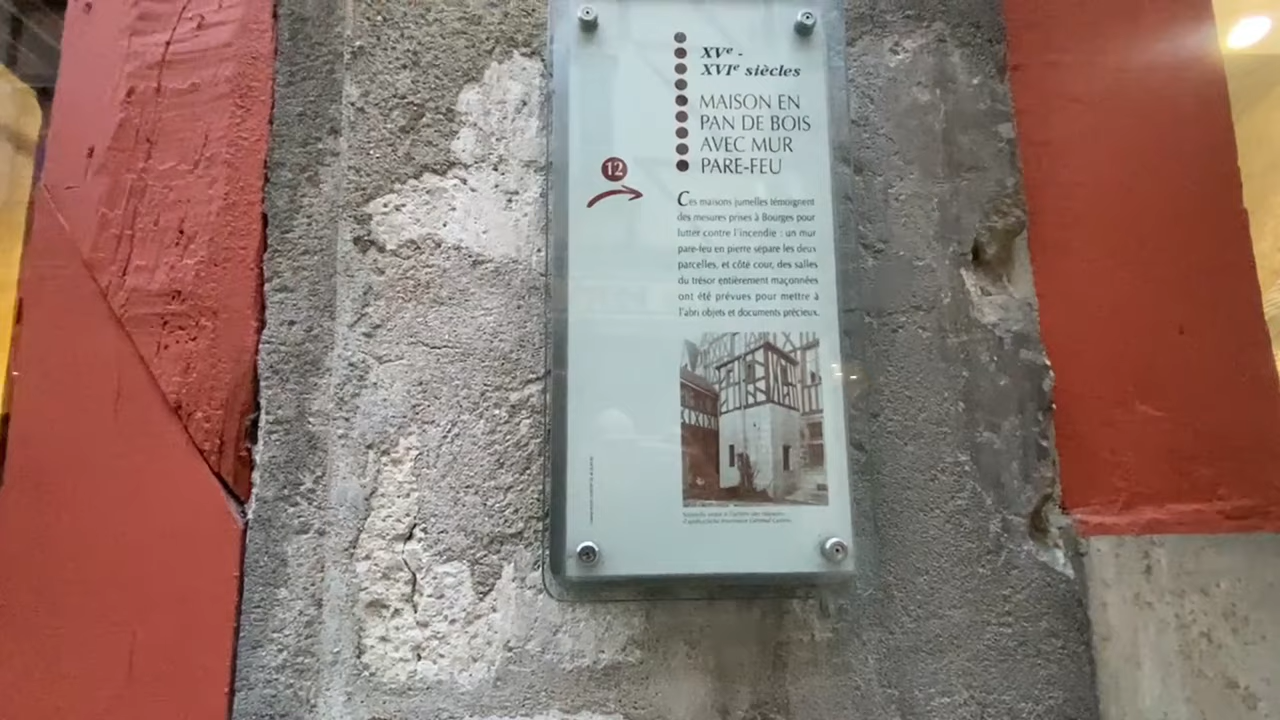 XVe -
XVIe siècles
MAISON EN
PAN DE BOIS
AVEC MUR
PARE-FEU
12
Ces maisons jumelles témoignent
des mesures prises à Bourges pour
lutter contre l'incendie : un mur
pare-feu en pierre sépare les deux
parcelles, et côté cour, des salles
du trésor entièrement maçonnées
ont été prévues pour mettre à
l'abri objets et documents précieux.